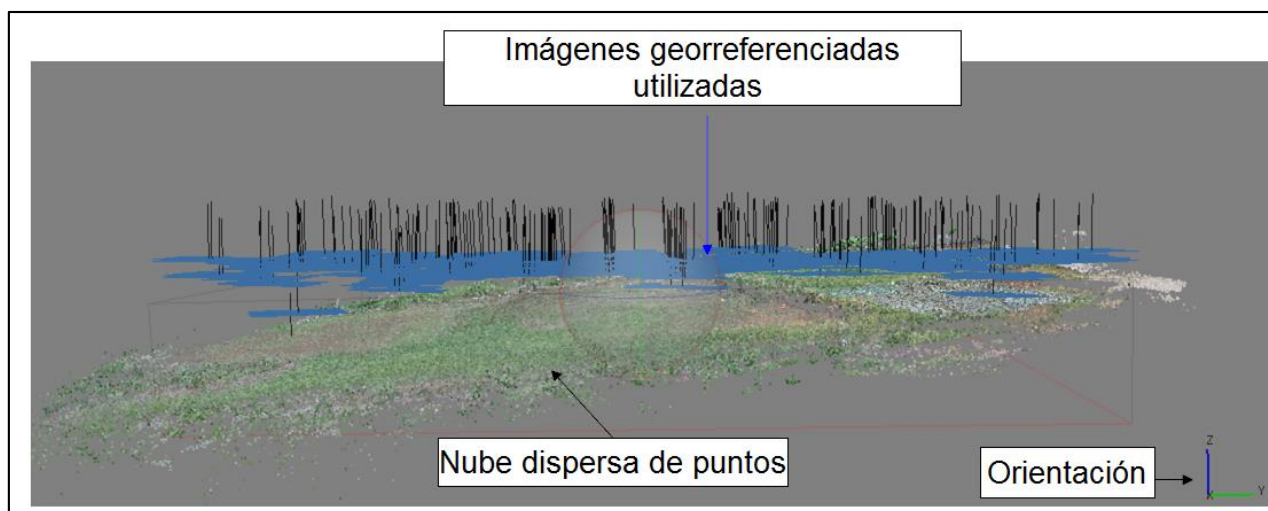 Imágenes georreferenciadas
utilizadas
Nube dispersa de puntos
Orientación
Z
X
Y